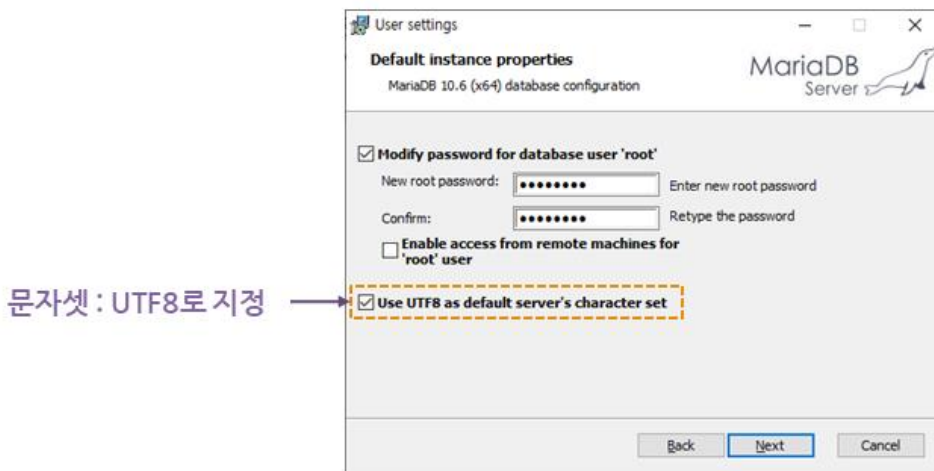 User settings
Default instance properties
MariaDB 10.6 (x64) database configuration
MariaDB
Server
Modify password for database user 'root'
New root password: ●●●●●●●● Enter new root password
Confirm: ●●●●●●●● Retype the password
Enable access from remote machines for
'root' user
문자셋 : UTF8로 지정
Use UTF8 as default server's character set
Back Next Cancel